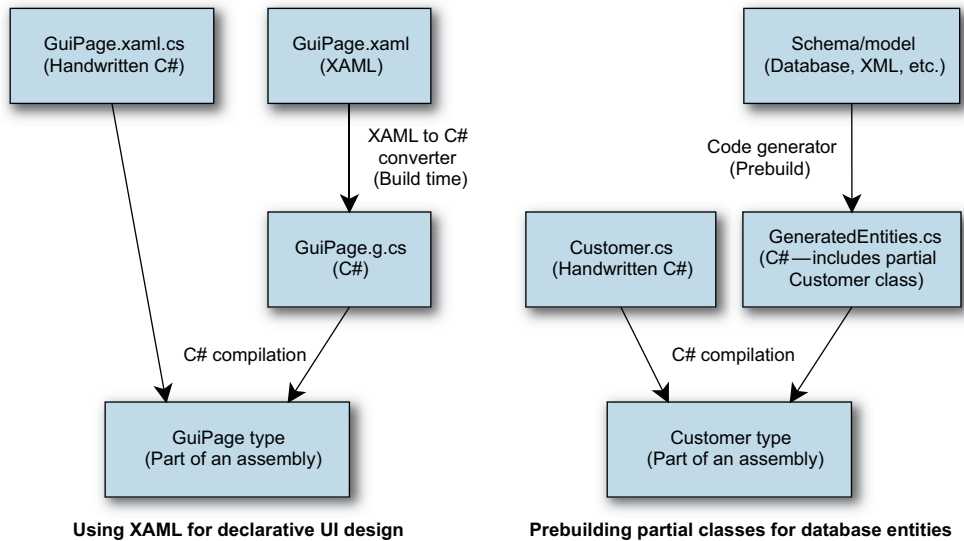 GuiPage.xaml.cs
(Handwritten C#)
GuiPage.xaml
(XAML)
XAML to C#
converter
(Build time)
GuiPage.g.cs
(C#)
C# compilation
GuiPage type
(Part of an assembly)
Using XAML for declarative UI design
Schema/model
(Database, XML, etc.)
Code generator
(Prebuild)
Customer.cs
(Handwritten C#)
GeneratedEntities.cs
(C#—includes partial
Customer class)
C# compilation
Customer type
(Part of an assembly)
Prebuilding partial classes for database entities